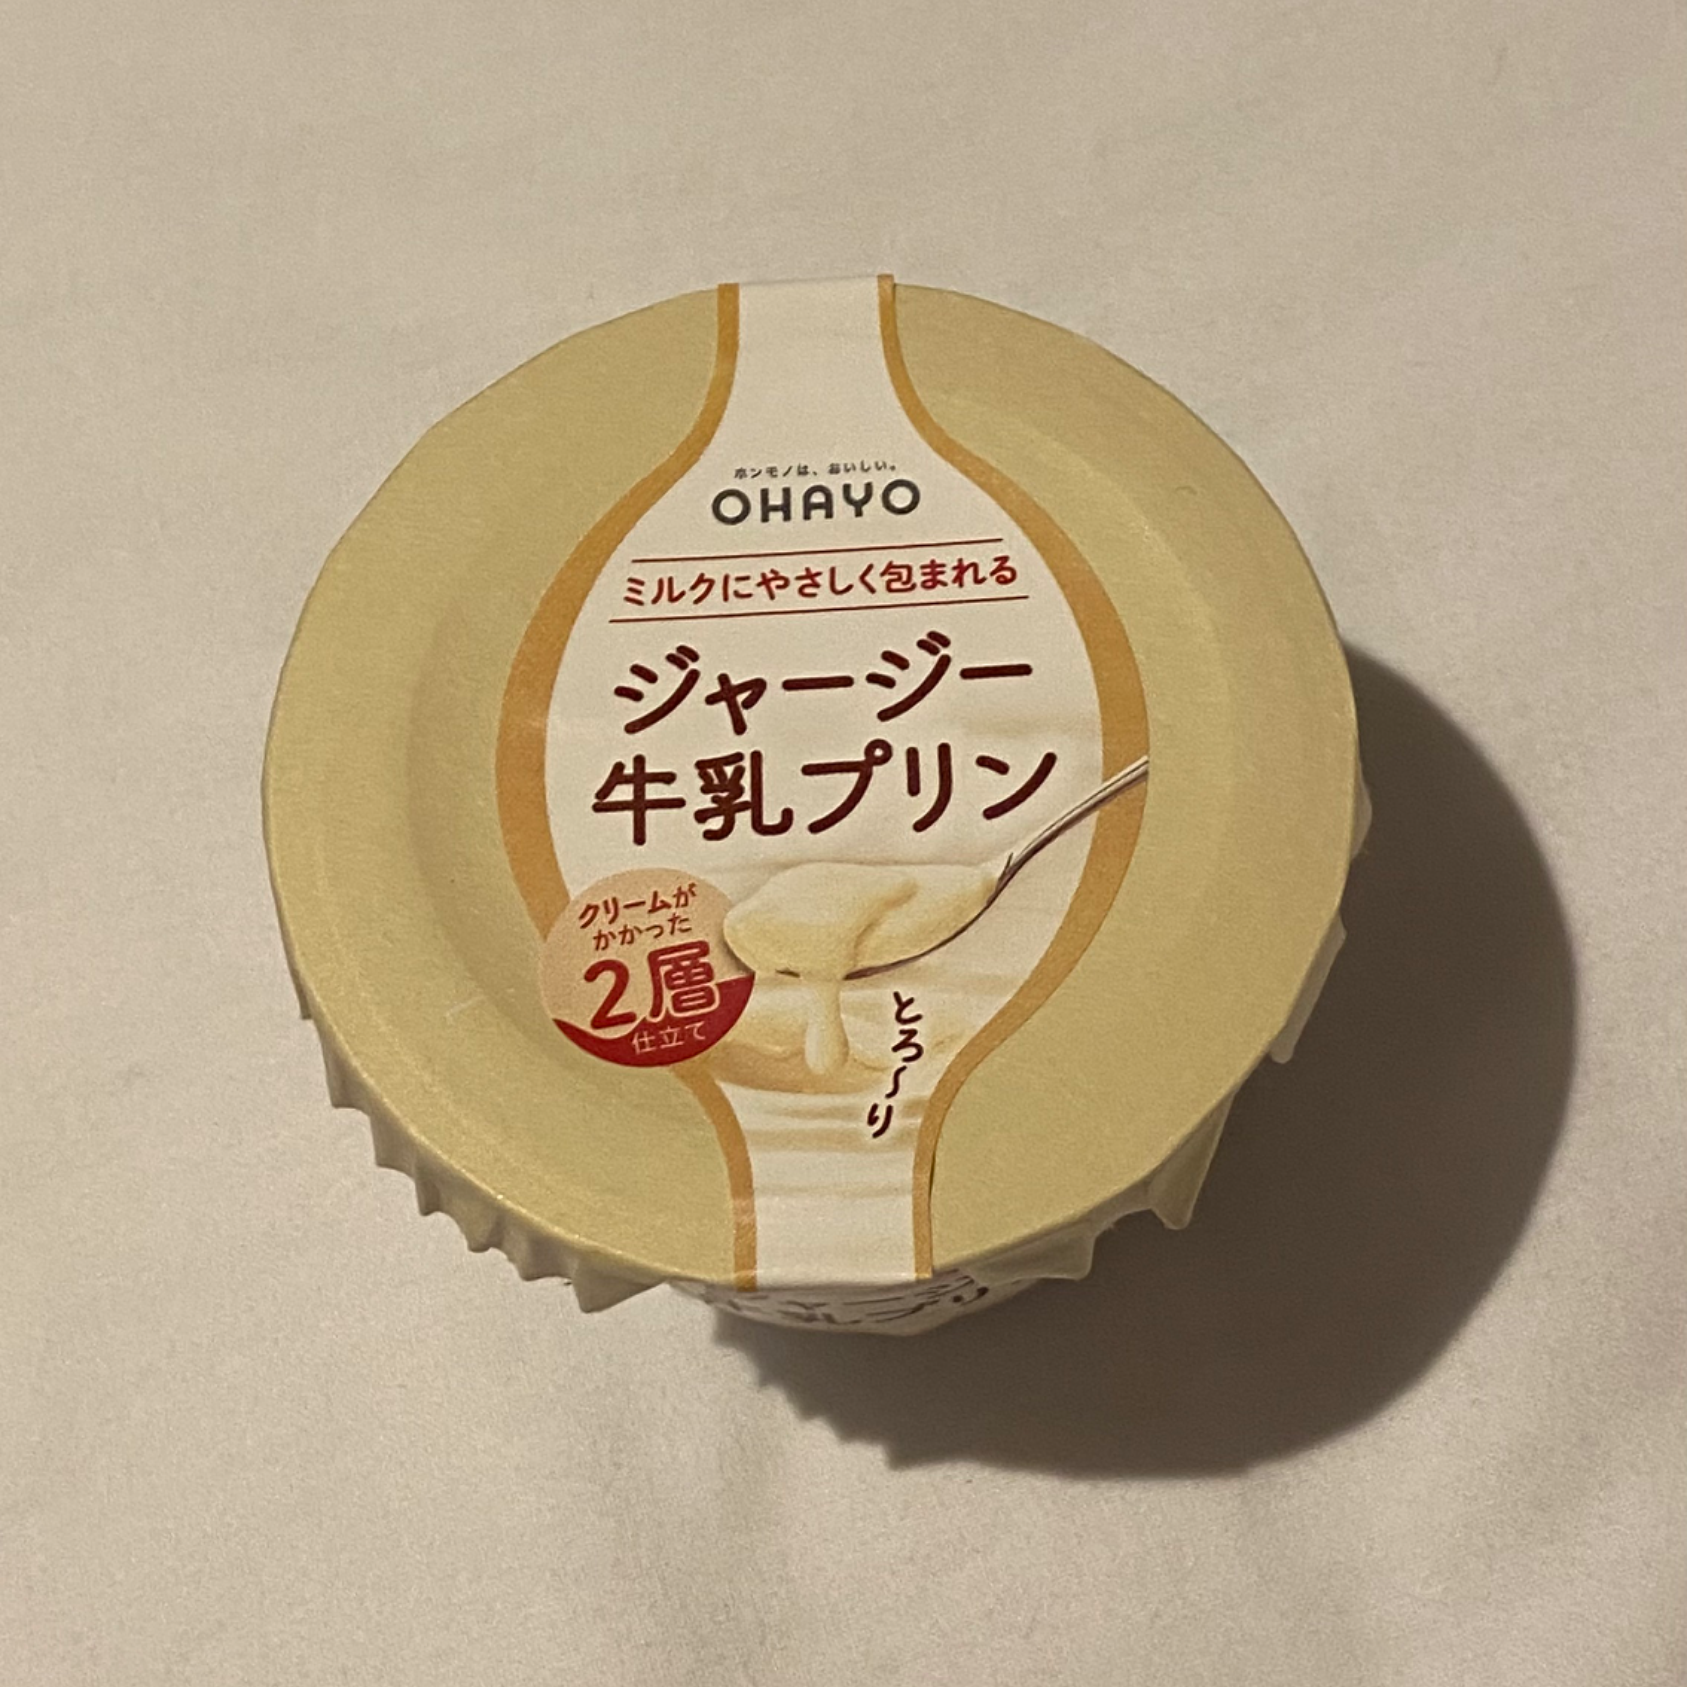 ホンモノは、おいしい。
OHAYO
ミルクにやさしく包まれる
ジャージー
牛乳プリン
クリームが
かかった
2層
仕立て
とろ〜り